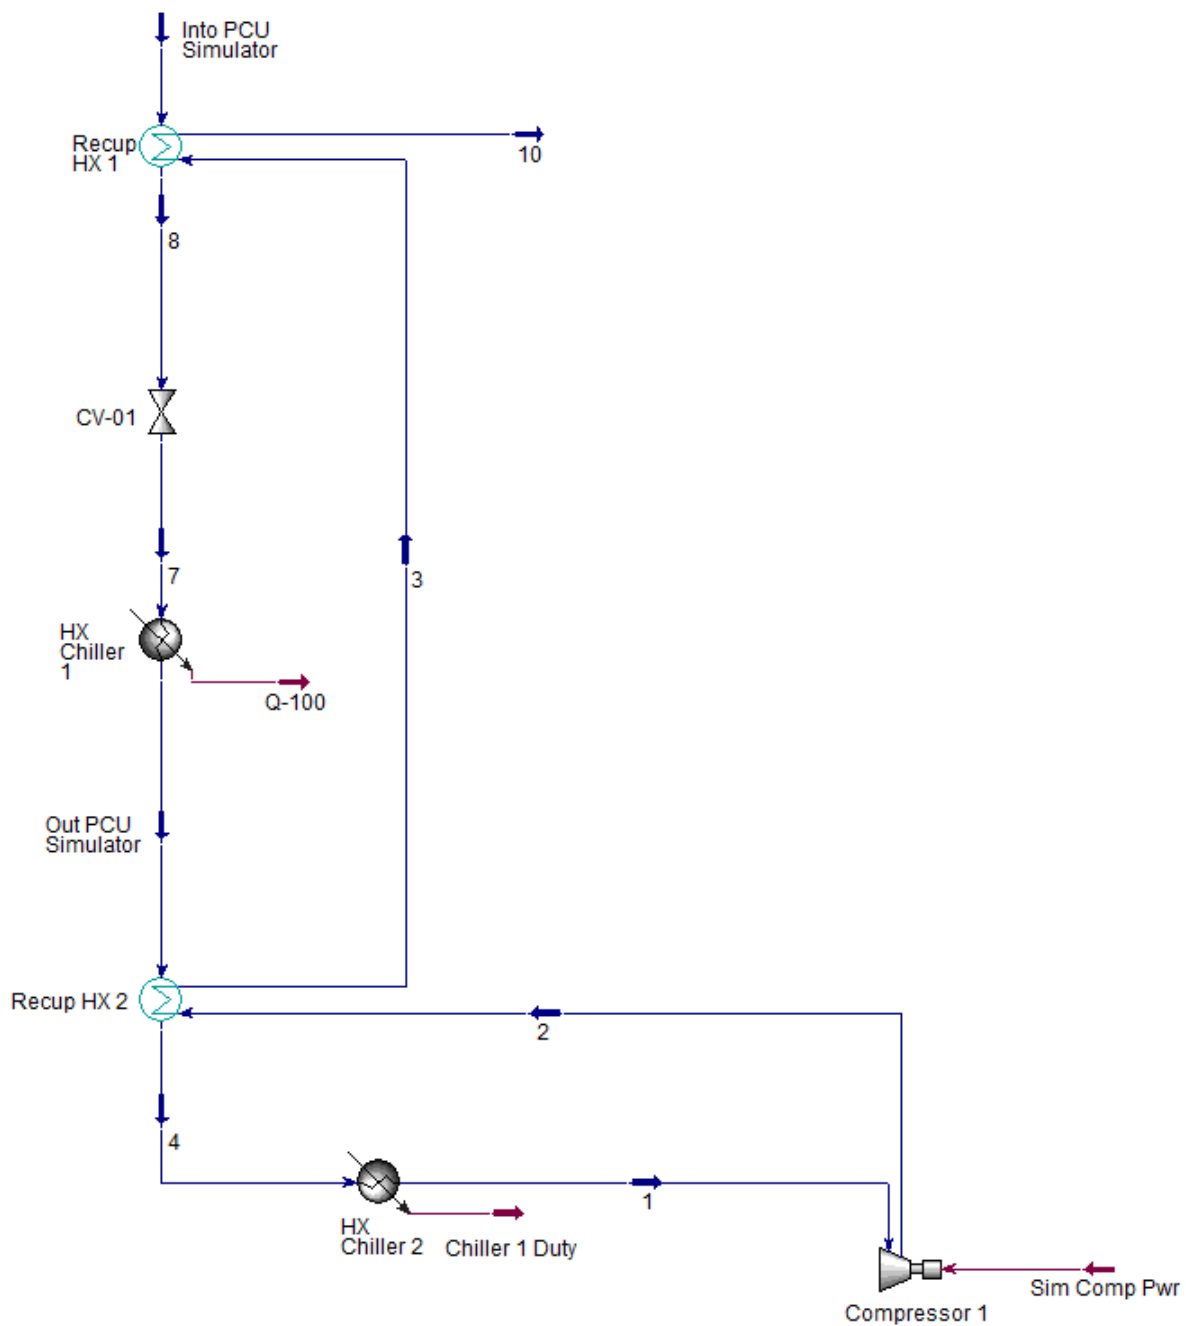 Into PCU
Simulator
Recup
HX 1
10
8
CV-01
7
3
HX
Chiller
1
Q-100
Out PCU
Simulator
Recup HX 2
2
4
1
HX
Chiller 2
Chiller 1 Duty
Sim Comp Pwr
Compressor 1